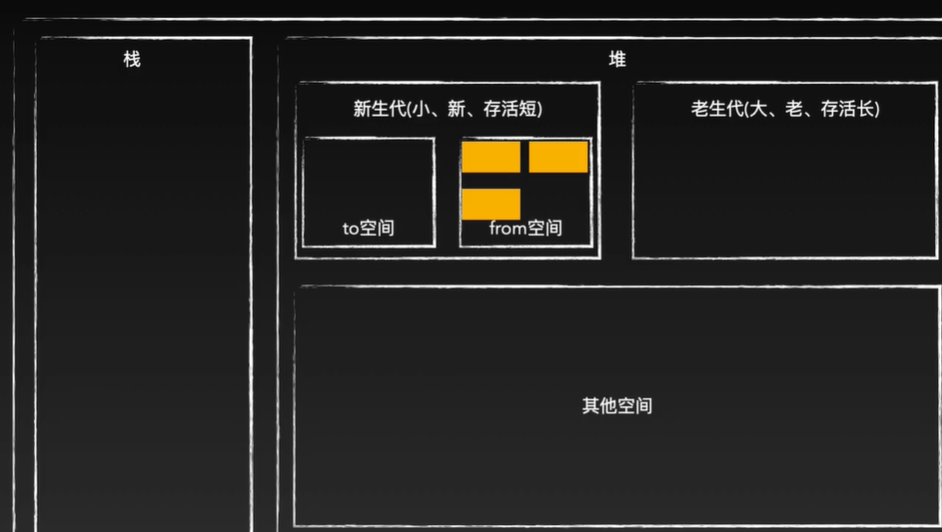 栈
堆
新生代(小、新、存活短)
老生代(大、老、存活长)
to空间
from空间
其他空间